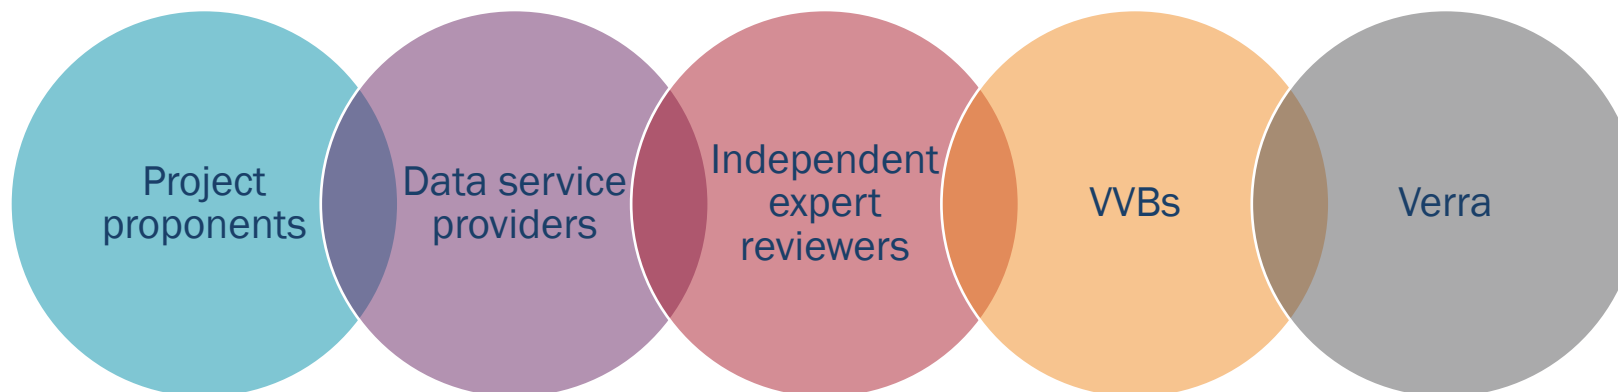 Project
proponents
Data service
providers
Independent
expert
reviewers
VVBs
Verra